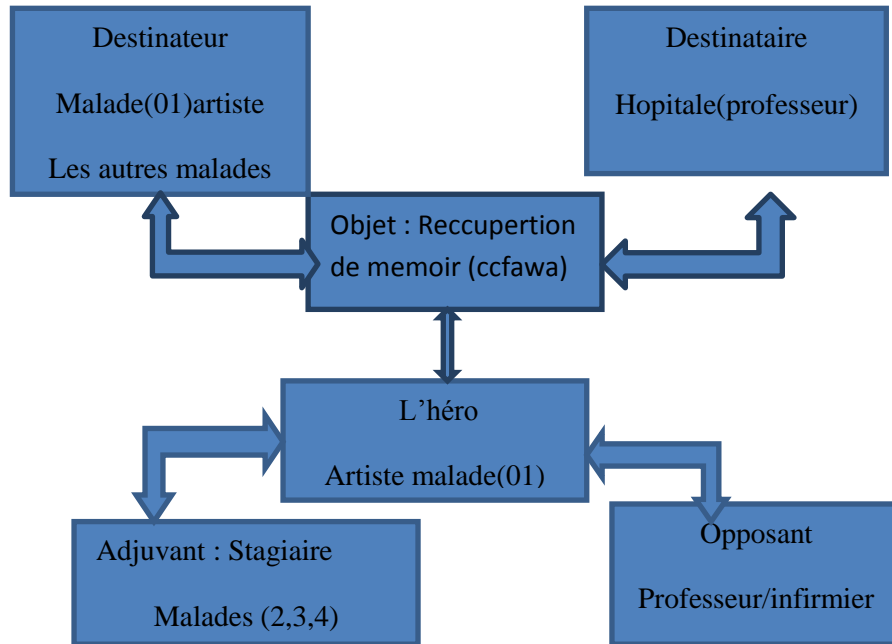 Destinateur
Malade(01)artiste
Les autres malades
Destinataire
Hopitale(professeur)
Objet : Reccupertion
de memoir (ccfawa)
L’héro
Artiste malade(01)
Adjuvant : Stagiaire
Malades (2,3,4)
Opposant
Professeur/infirmier